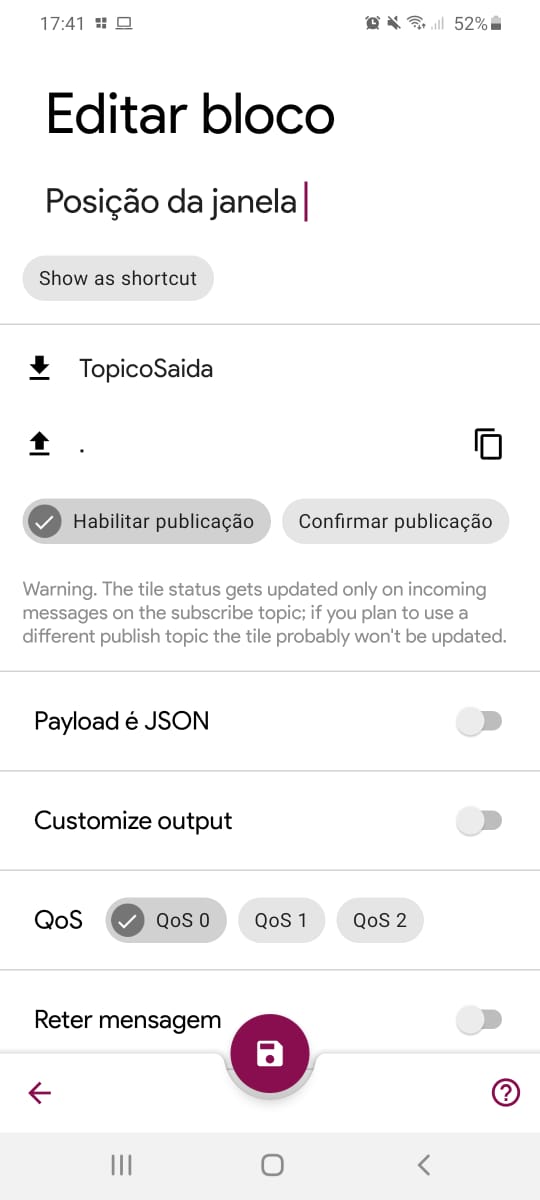 17:41
52%
Editar bloco
Posição da janela
Show as shortcut
TopicoSaida
.
Habilitar publicação
Confirmar publicação
Warning. The tile status gets updated only on incoming
messages on the subscribe topic; if you plan to use a
different publish topic the tile probably won't be updated.
Payload é JSON
Customize output
QoS
QoS 0
QoS 1
QoS 2
Reter mensagem